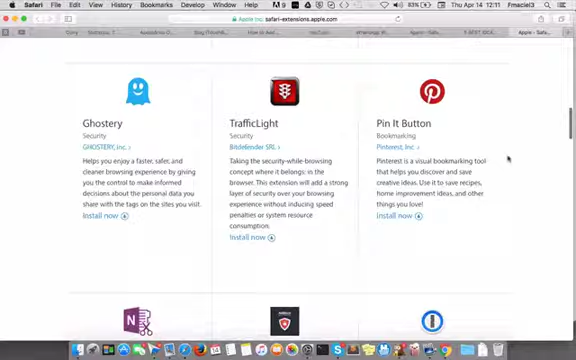 Safari File Edit View History Bookmarks Develop Window Help
83% Thu Apr 14 12:11 Fmaciel3
Apple Inc. safari-extensions.apple.com
Ghostery
Security
GHOSTERY, Inc. ›
Helps you enjoy a faster, safer, and
cleaner browsing experience by giving
you the control to make informed
decisions about the personal data you
share with the tags on the sites you visit.
Install now
TrafficLight
Security
Bitdefender SRL ›
Taking the security-while-browsing
concept where it belongs: in the
browser. This extension will add a strong
layer of security over your browsing
experience without inducing speed
penalties or system resource
consumption.
Install now
Pin It Button
Bookmarking
Pinterest, Inc. ›
Pinterest is a visual bookmarking tool
that helps you discover and save
creative ideas. Use it to save recipes,
home improvement ideas, and other
things you love!
Install now